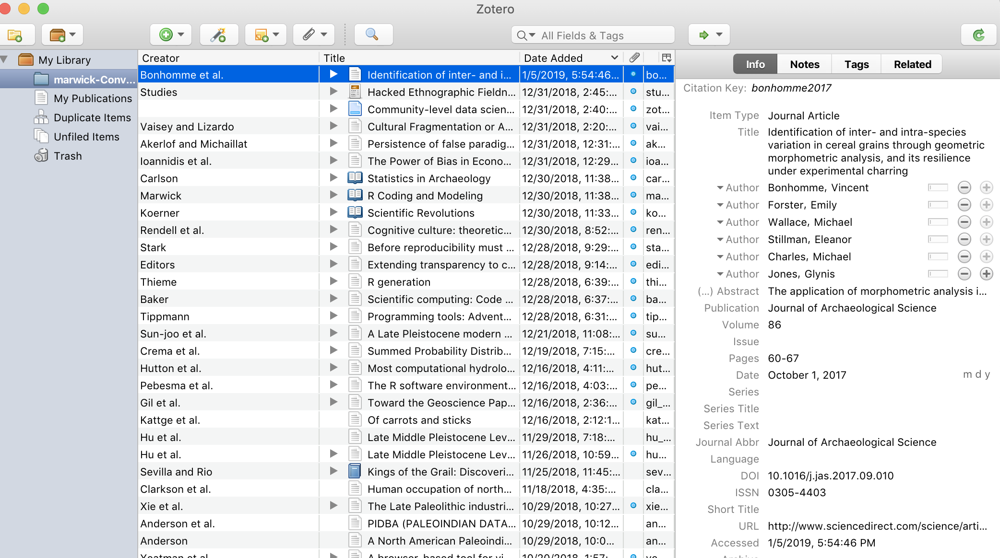 Zotero
All Fields & Tags
My Library
marwick-Conv...
My Publications
Duplicate Items
Unfiled Items
Trash
Creator Title Date Added
Bonhomme et al. Identification of inter- and i... 1/5/2019, 5:54:46... bo...
Studies Hacked Ethnographic Fieldn... 12/31/2018, 2:45:... stu...
Community-level data scien... 12/31/2018, 2:40:... zot...
Vaisey and Lizardo Cultural Fragmentation or A... 12/31/2018, 2:20:... vai...
Akerlof and Michaillat Persistence of false paradig... 12/31/2018, 12:31:... ak...
Ioannidis et al. The Power of Bias in Econo... 12/31/2018, 12:29... ioa...
Carlson Statistics in Archaeology 12/30/2018, 11:38... car...
Marwick R Coding and Modeling 12/30/2018, 11:38... ma...
Koerner Scientific Revolutions 12/30/2018, 11:33... ko...
Rendell et al. Cognitive culture: theoretic... 12/30/2018, 8:52:... ren...
Stark Before reproducibility must ... 12/28/2018, 9:29:... sta...
Editors Extending transparency to c... 12/28/2018, 9:14:... edi...
Thieme R generation 12/28/2018, 6:39:... thi...
Baker Scientific computing: Code ... 12/28/2018, 6:37:... ba...
Tippmann Programming tools: Advent... 12/28/2018, 6:31:... tip...
Sun-joo et al. A Late Pleistocene modern ... 12/21/2018, 11:08:... su...
Crema et al. Summed Probability Distrib... 12/19/2018, 7:15:... cre...
Hutton et al. Most computational hydrolo... 12/16/2018, 4:11:... hut...
Pebesma et al. The R software environment... 12/16/2018, 4:03:... pe...
Gil et al. Toward the Geoscience Pap... 12/16/2018, 2:36:... gil_...
Kattge et al. Of carrots and sticks 12/16/2018, 2:12:1... kat...
Hu et al. Late Middle Pleistocene Lev... 11/29/2018, 7:18:... hu_...
Hu et al. Late Middle Pleistocene Lev... 11/26/2018, 10:59... hu...
Sevilla and Rio Kings of the Grail: Discoveri... 11/25/2018, 11:45:... sev...
Clarkson et al. Human occupation of north... 11/18/2018, 4:35:... cla...
Xie et al. The Late Paleolithic industri... 10/29/2018, 10:27... xie...
Anderson et al. PIDBA (PALEOINDIAN DATA... 10/29/2018, 10:12... an...
Anderson A North American Paleoindi... 10/29/2018, 10:0... an...
Yeatman et al. A browser-based tool for vi... 10/20/2018, 1:57:... ye...
Info Notes Tags Related
Citation Key: bonhomme2017
Item Type Journal Article
Title Identification of inter- and intra-species
variation in cereal grains through geometric
morphometric analysis, and its resilience
under experimental charring
Author Bonhomme, Vincent
Author Forster, Emily
Author Wallace, Michael
Author Stillman, Eleanor
Author Charles, Michael
Author Jones, Glynis
(...) Abstract The application of morphometric analysis i...
Publication Journal of Archaeological Science
Volume 86
Issue
Pages 60-67
Date October 1, 2017 m d y
Series
Series Title
Series Text
Journal Abbr Journal of Archaeological Science
Language
DOI 10.1016/j.jas.2017.09.010
ISSN 0305-4403
Short Title
URL http://www.sciencedirect.com/science/arti...
Accessed 1/5/2019, 5:54:46 PM